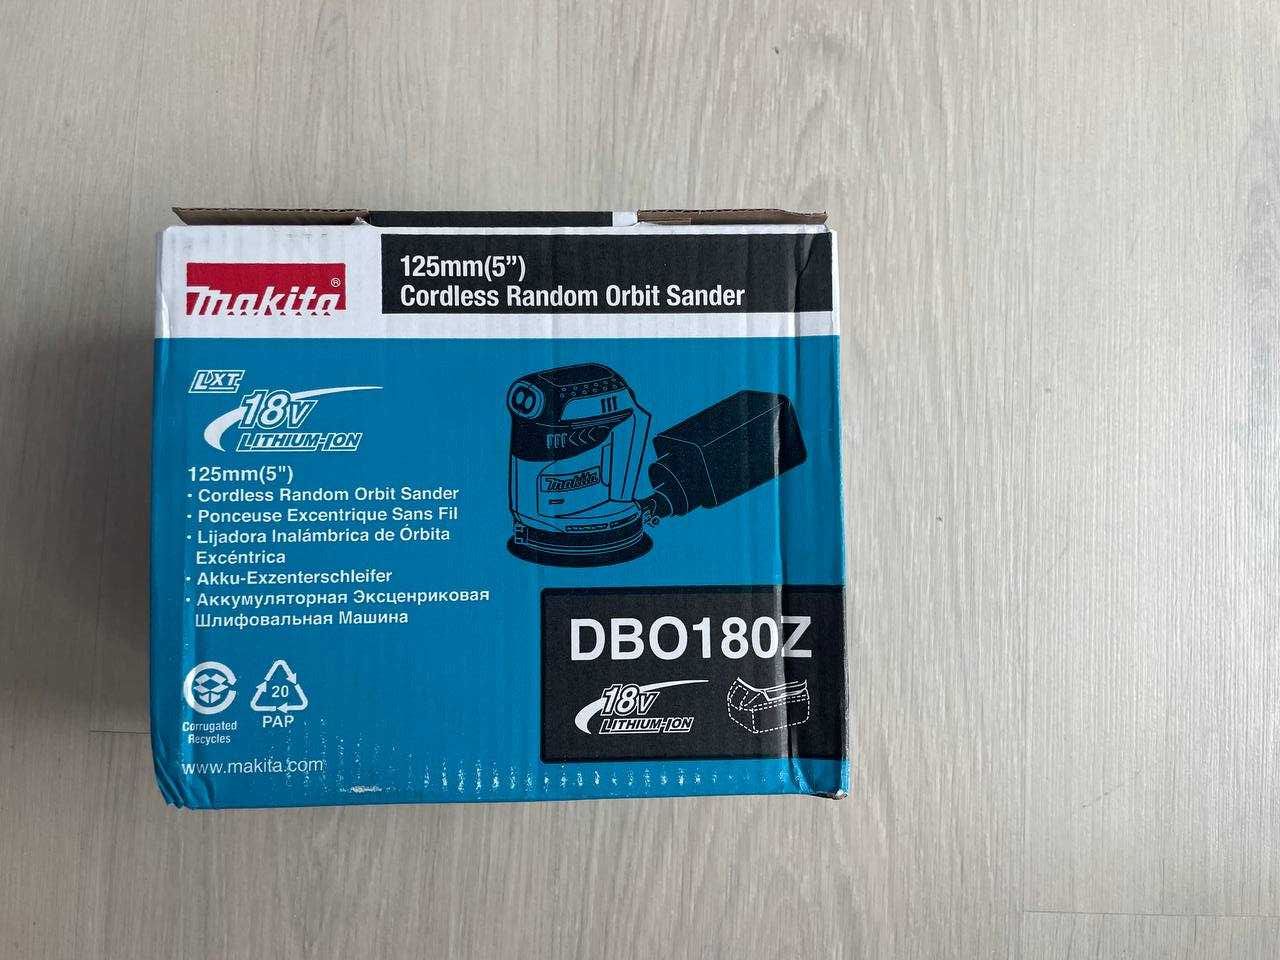 makita®
125mm(5")
Cordless Random Orbit Sander
LXT
18V
LITHIUM-ION
125mm(5")
• Cordless Random Orbit Sander
• Ponceuse Excentrique Sans Fil
• Lijadora Inalámbrica de Órbita
Excéntrica
• Akku-Exzenterschleifer
• Аккумуляторная Эксцентриковая
Шлифовальная Машина
makita
DBO180Z
18V
LITHIUM-ION
20
PAP
Corrugated
Recycles
www.makita.com